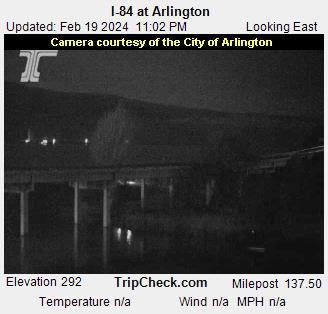 I-84 at Arlington
Updated: Feb 19 2024 11:02 PM Looking East
Camera courtesy of the City of Arlington
Elevation 292 TripCheck.com Milepost 137.50
Temperature n/a Wind n/a MPH n/a